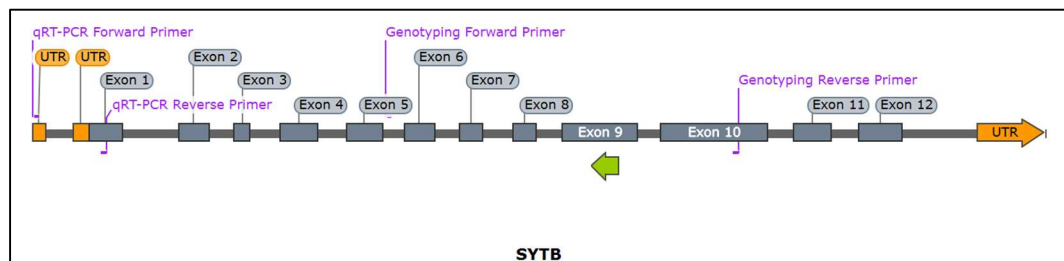 qRT-PCR Forward Primer
Genotyping Forward Primer
UTR
UTR
Exon 2
Exon 6
Exon 1
Exon 3
Exon 7
Genotyping Reverse Primer
qRT-PCR Reverse Primer
Exon 4
Exon 5
Exon 8
Exon 11
Exon 12
Exon 9
Exon 10
UTR
SYTB